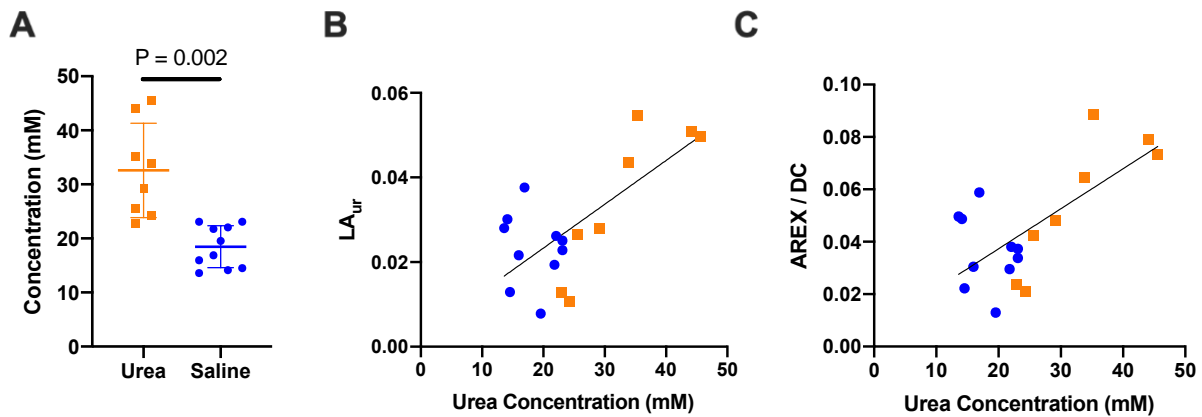 A
P = 0.002
Concentration (mM)
50
40
30
20
10
0
Urea
Saline
B
LA_ur
0.06
0.04
0.02
0.00
0
10
20
30
40
50
Urea Concentration (mM)
C
AREX / DC
0.10
0.08
0.06
0.04
0.02
0.00
0
10
20
30
40
50
Urea Concentration (mM)